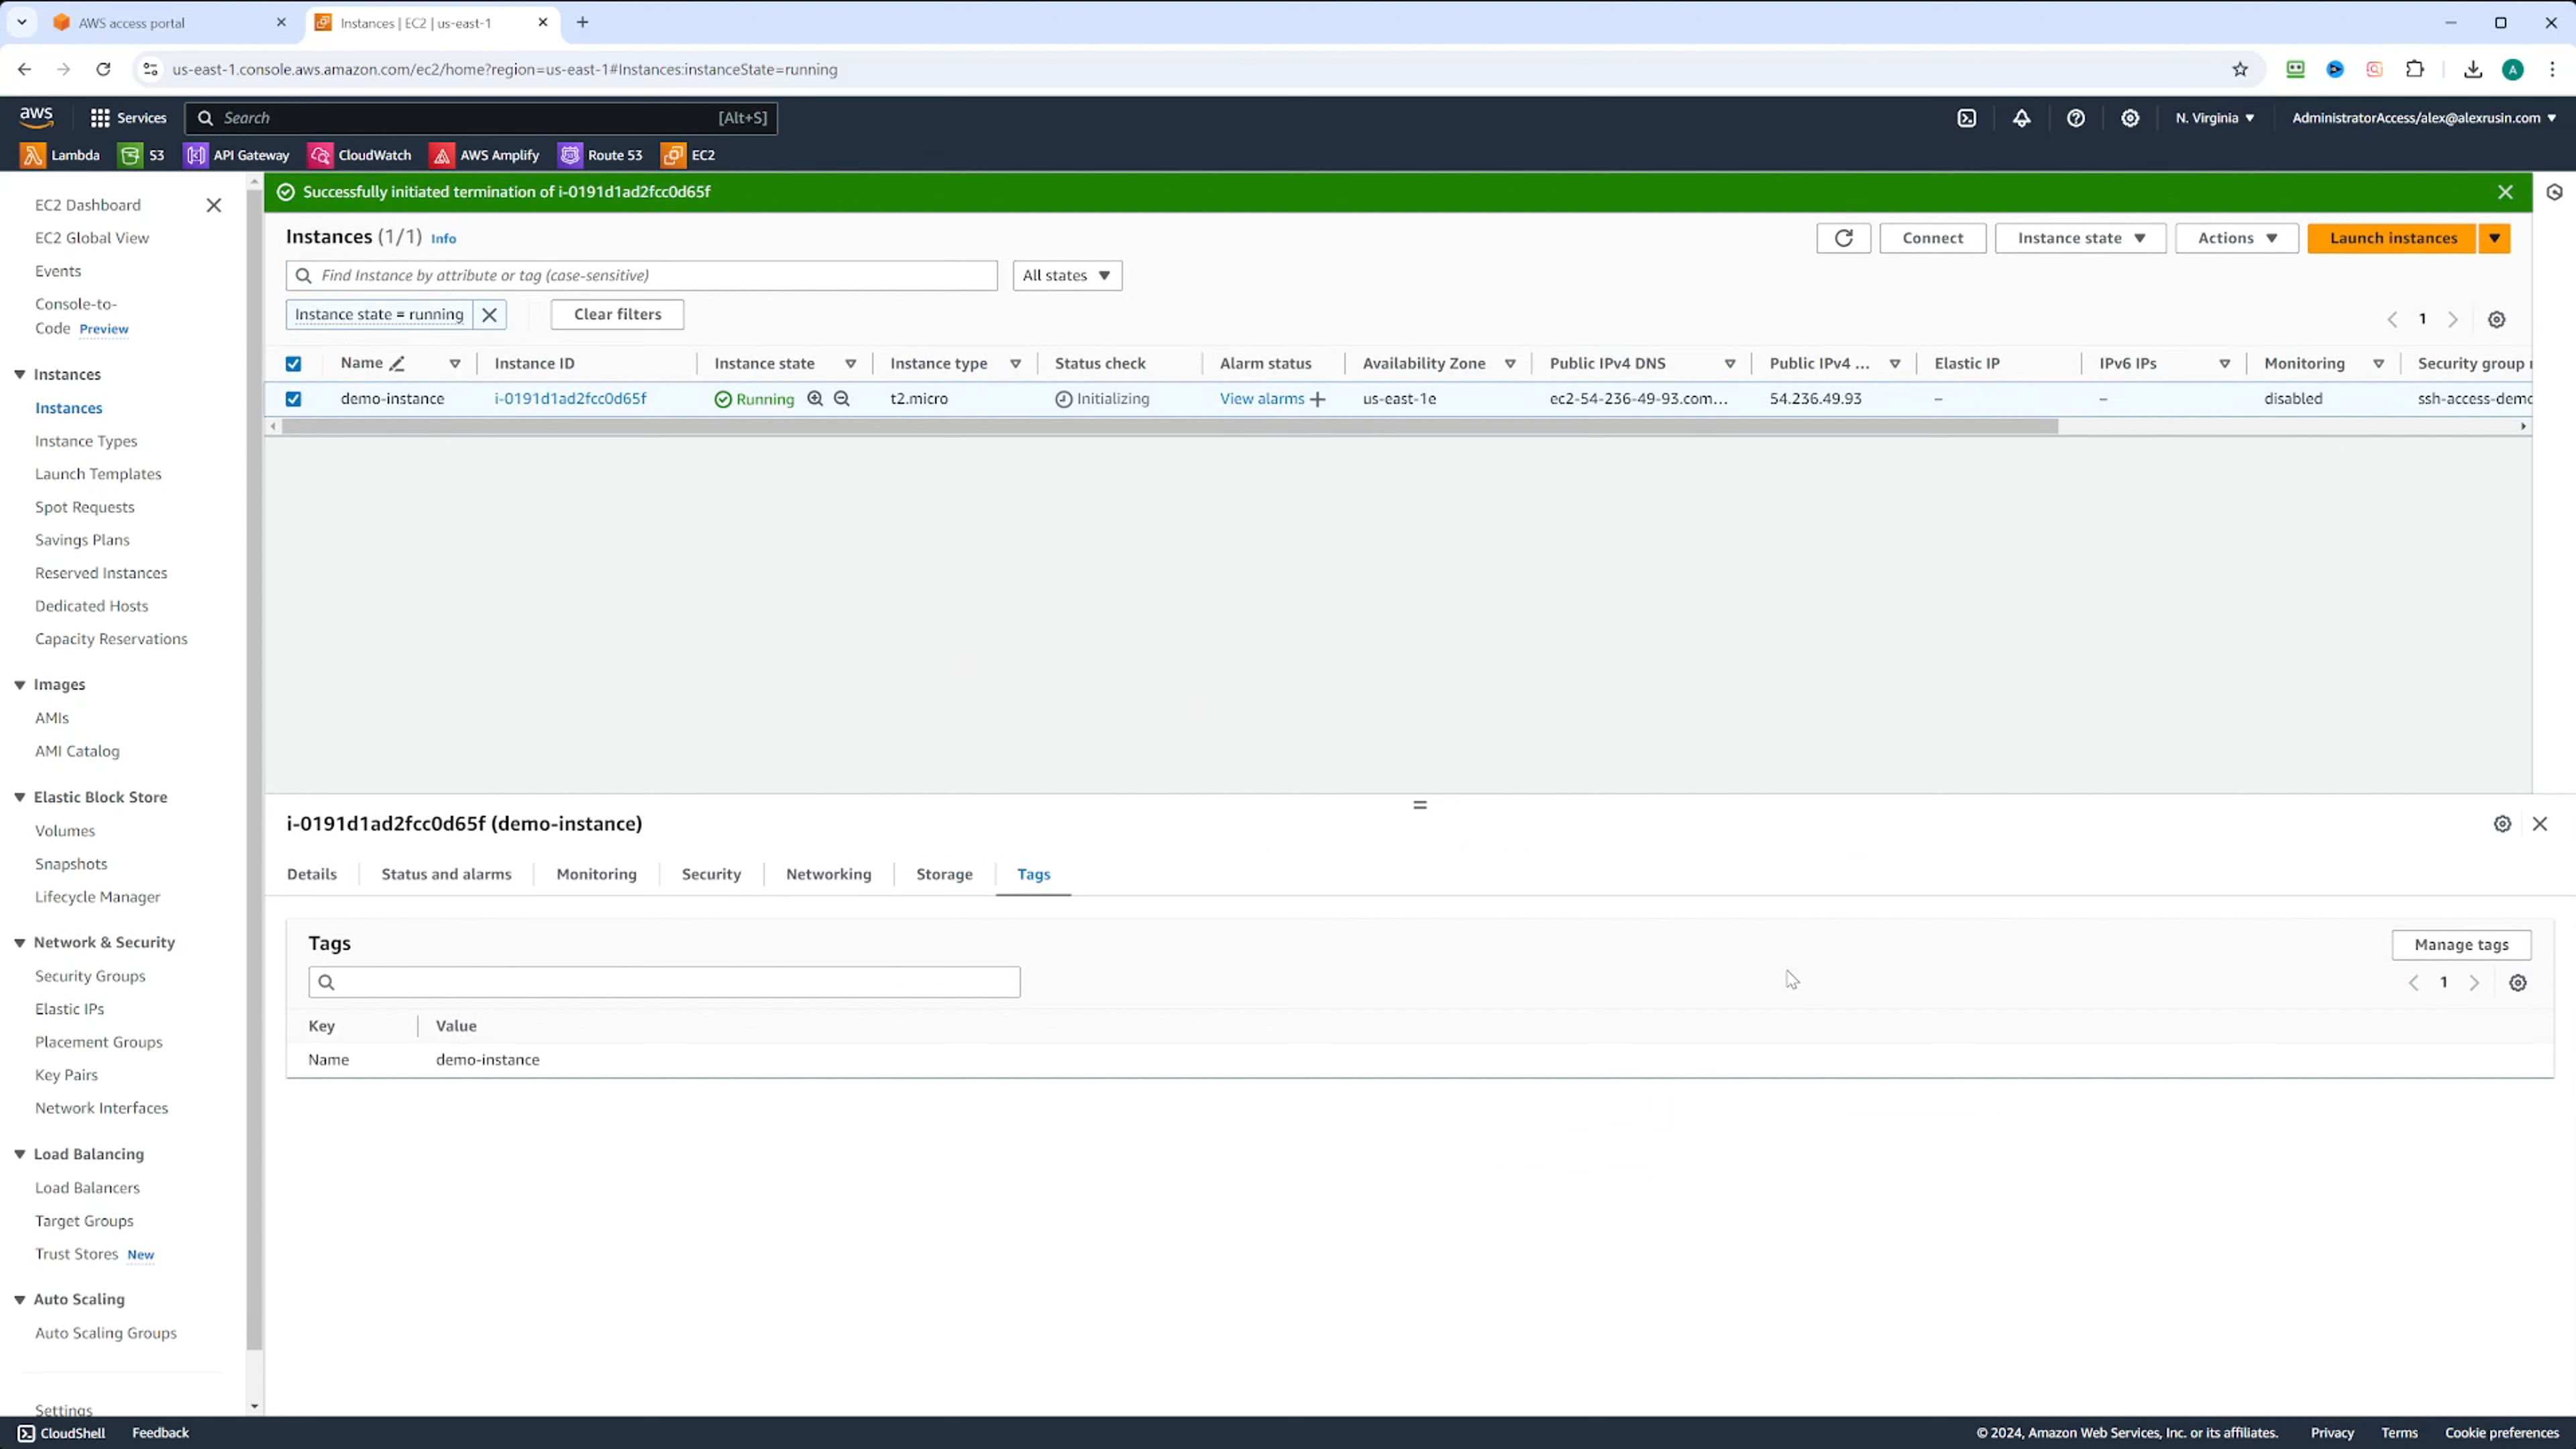 AWS access portal
Instances | EC2 | us-east-1
us-east-1.console.aws.amazon.com/ec2/home?region=us-east-1#Instances:instanceState=running
A
aws
Services
Search
[Alt+S]
N. Virginia
AdministratorAccess/alex@alexrusin.com
Lambda
S3
API Gateway
CloudWatch
AWS Amplify
Route 53
EC2
EC2 Dashboard
EC2 Global View
Events
Console-to-
Code Preview
Instances
Instances
Instance Types
Launch Templates
Spot Requests
Savings Plans
Reserved Instances
Dedicated Hosts
Capacity Reservations
Images
AMIs
AMI Catalog
Elastic Block Store
Volumes
Snapshots
Lifecycle Manager
Network & Security
Security Groups
Elastic IPs
Placement Groups
Key Pairs
Network Interfaces
Load Balancing
Load Balancers
Target Groups
Trust Stores New
Auto Scaling
Auto Scaling Groups
Settings
Successfully initiated termination of i-0191d1ad2fcc0d65f
Instances (1/1) Info
Connect
Instance state
Actions
Launch instances
Find Instance by attribute or tag (case-sensitive)
All states
Instance state = running
Clear filters
1
Name Instance ID Instance state Instance type Status check Alarm status Availability Zone Public IPv4 DNS Public IPv4 ... Elastic IP IPv6 IPs Monitoring Security group
demo-instance i-0191d1ad2fcc0d65f Running t2.micro Initializing View alarms + us-east-1e ec2-54-236-49-93.com... 54.236.49.93 – – disabled ssh-access-demo
i-0191d1ad2fcc0d65f (demo-instance)
Details
Status and alarms
Monitoring
Security
Networking
Storage
Tags
Tags
Manage tags
1
Key Value
Name demo-instance
CloudShell
Feedback
© 2024, Amazon Web Services, Inc. or its affiliates.
Privacy
Terms
Cookie preferences